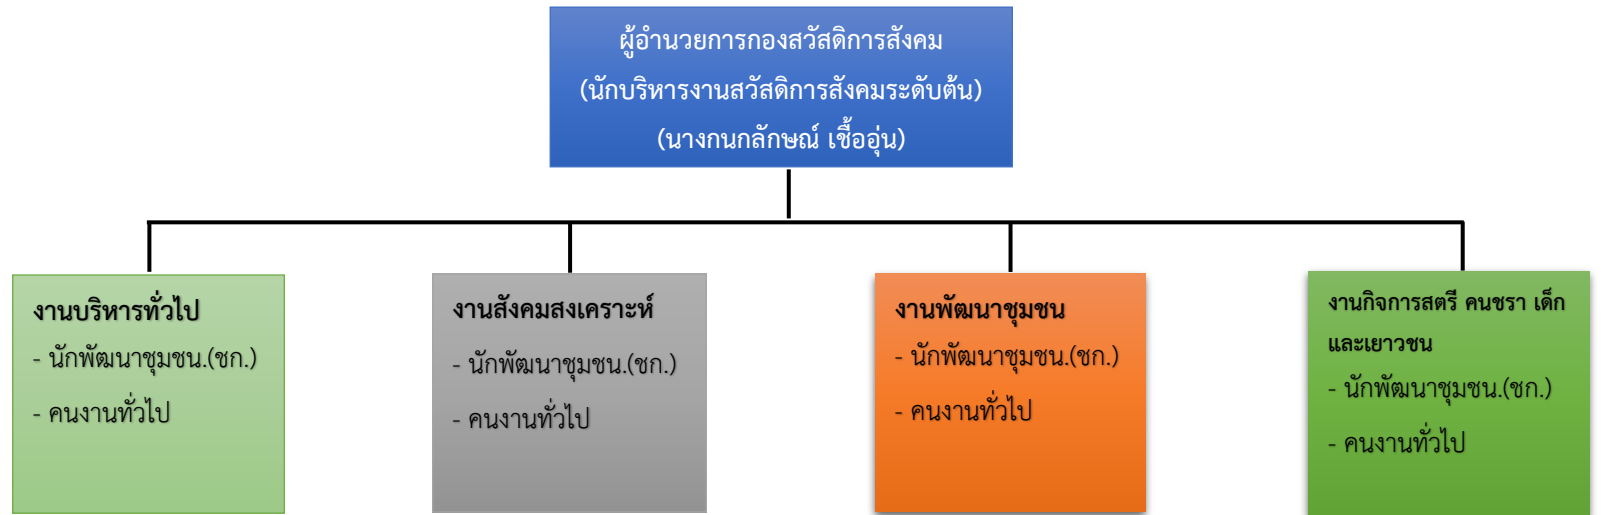 ผู้อำนวยการกองสวัสดิการสังคม
(นักบริหารงานสวัสดิการสังคมระดับต้น)
(นางกนกลักษณ์ เชื้ออุ่น)
งานบริหารทั่วไป
- นักพัฒนาชุมชน.(ชก.)
- คนงานทั่วไป
งานสังคมสงเคราะห์
- นักพัฒนาชุมชน.(ชก.)
- คนงานทั่วไป
งานพัฒนาชุมชน
- นักพัฒนาชุมชน.(ชก.)
- คนงานทั่วไป
งานกิจการสตรี คนชรา เด็ก
และเยาวชน
- นักพัฒนาชุมชน.(ชก.)
- คนงานทั่วไป